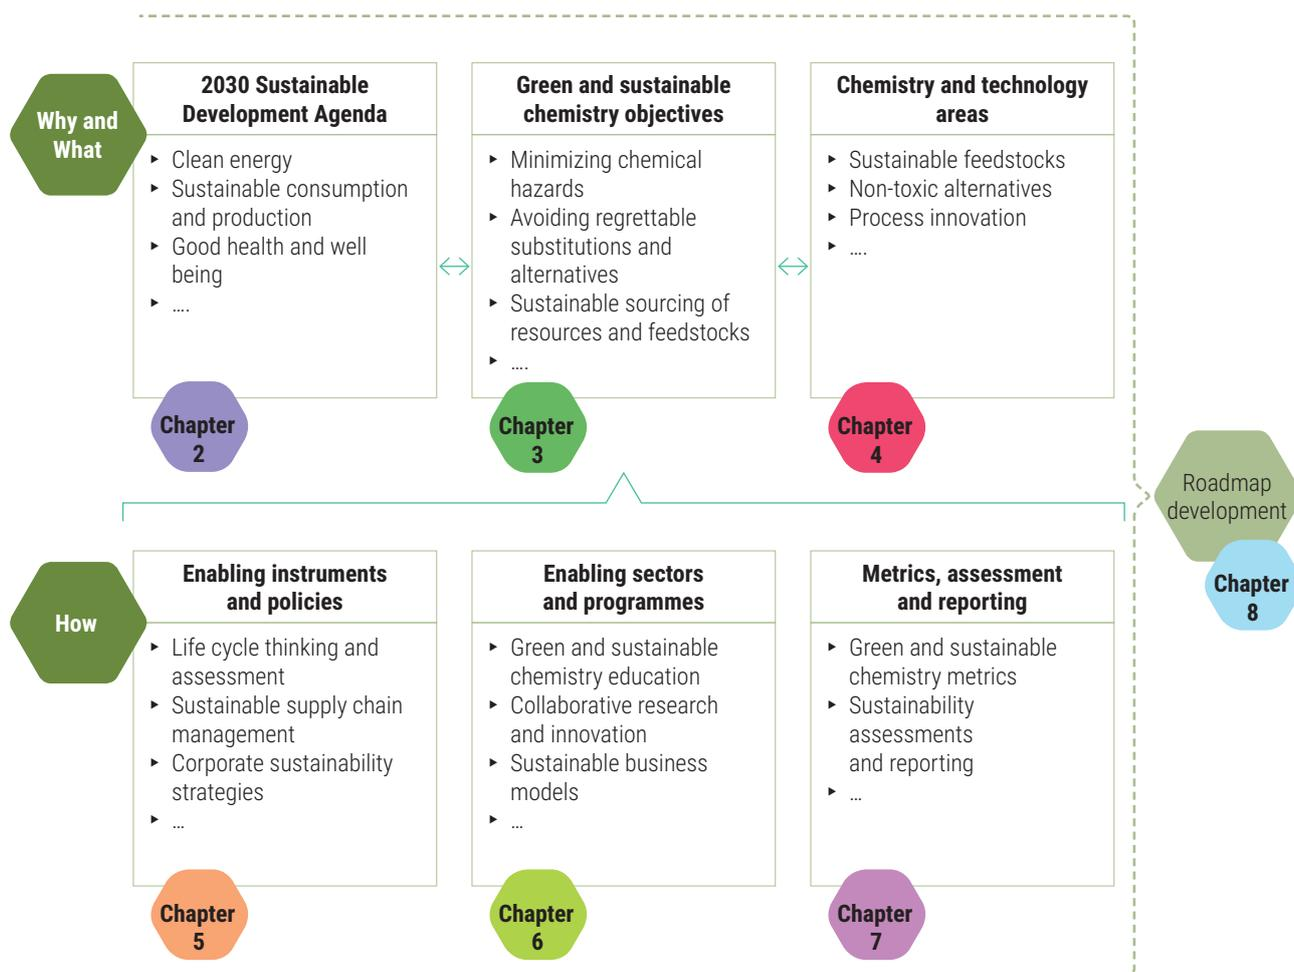 Why and
What
2030 Sustainable
Development Agenda
▸ Clean energy
▸ Sustainable consumption
and production
▸ Good health and well
being
▸ ....
Chapter
2
Green and sustainable
chemistry objectives
▸ Minimizing chemical
hazards
▸ Avoiding regrettable
substitutions and
alternatives
▸ Sustainable sourcing of
resources and feedstocks
▸ ....
Chapter
3
Chemistry and technology
areas
▸ Sustainable feedstocks
▸ Non-toxic alternatives
▸ Process innovation
▸ ....
Chapter
4
How
Enabling instruments
and policies
▸ Life cycle thinking and
assessment
▸ Sustainable supply chain
management
▸ Corporate sustainability
strategies
▸ ...
Chapter
5
Enabling sectors
and programmes
▸ Green and sustainable
chemistry education
▸ Collaborative research
and innovation
▸ Sustainable business
models
▸ ...
Chapter
6
Metrics, assessment
and reporting
▸ Green and sustainable
chemistry metrics
▸ Sustainability
assessments
and reporting
▸ ...
Chapter
7
Roadmap
development
Chapter
8